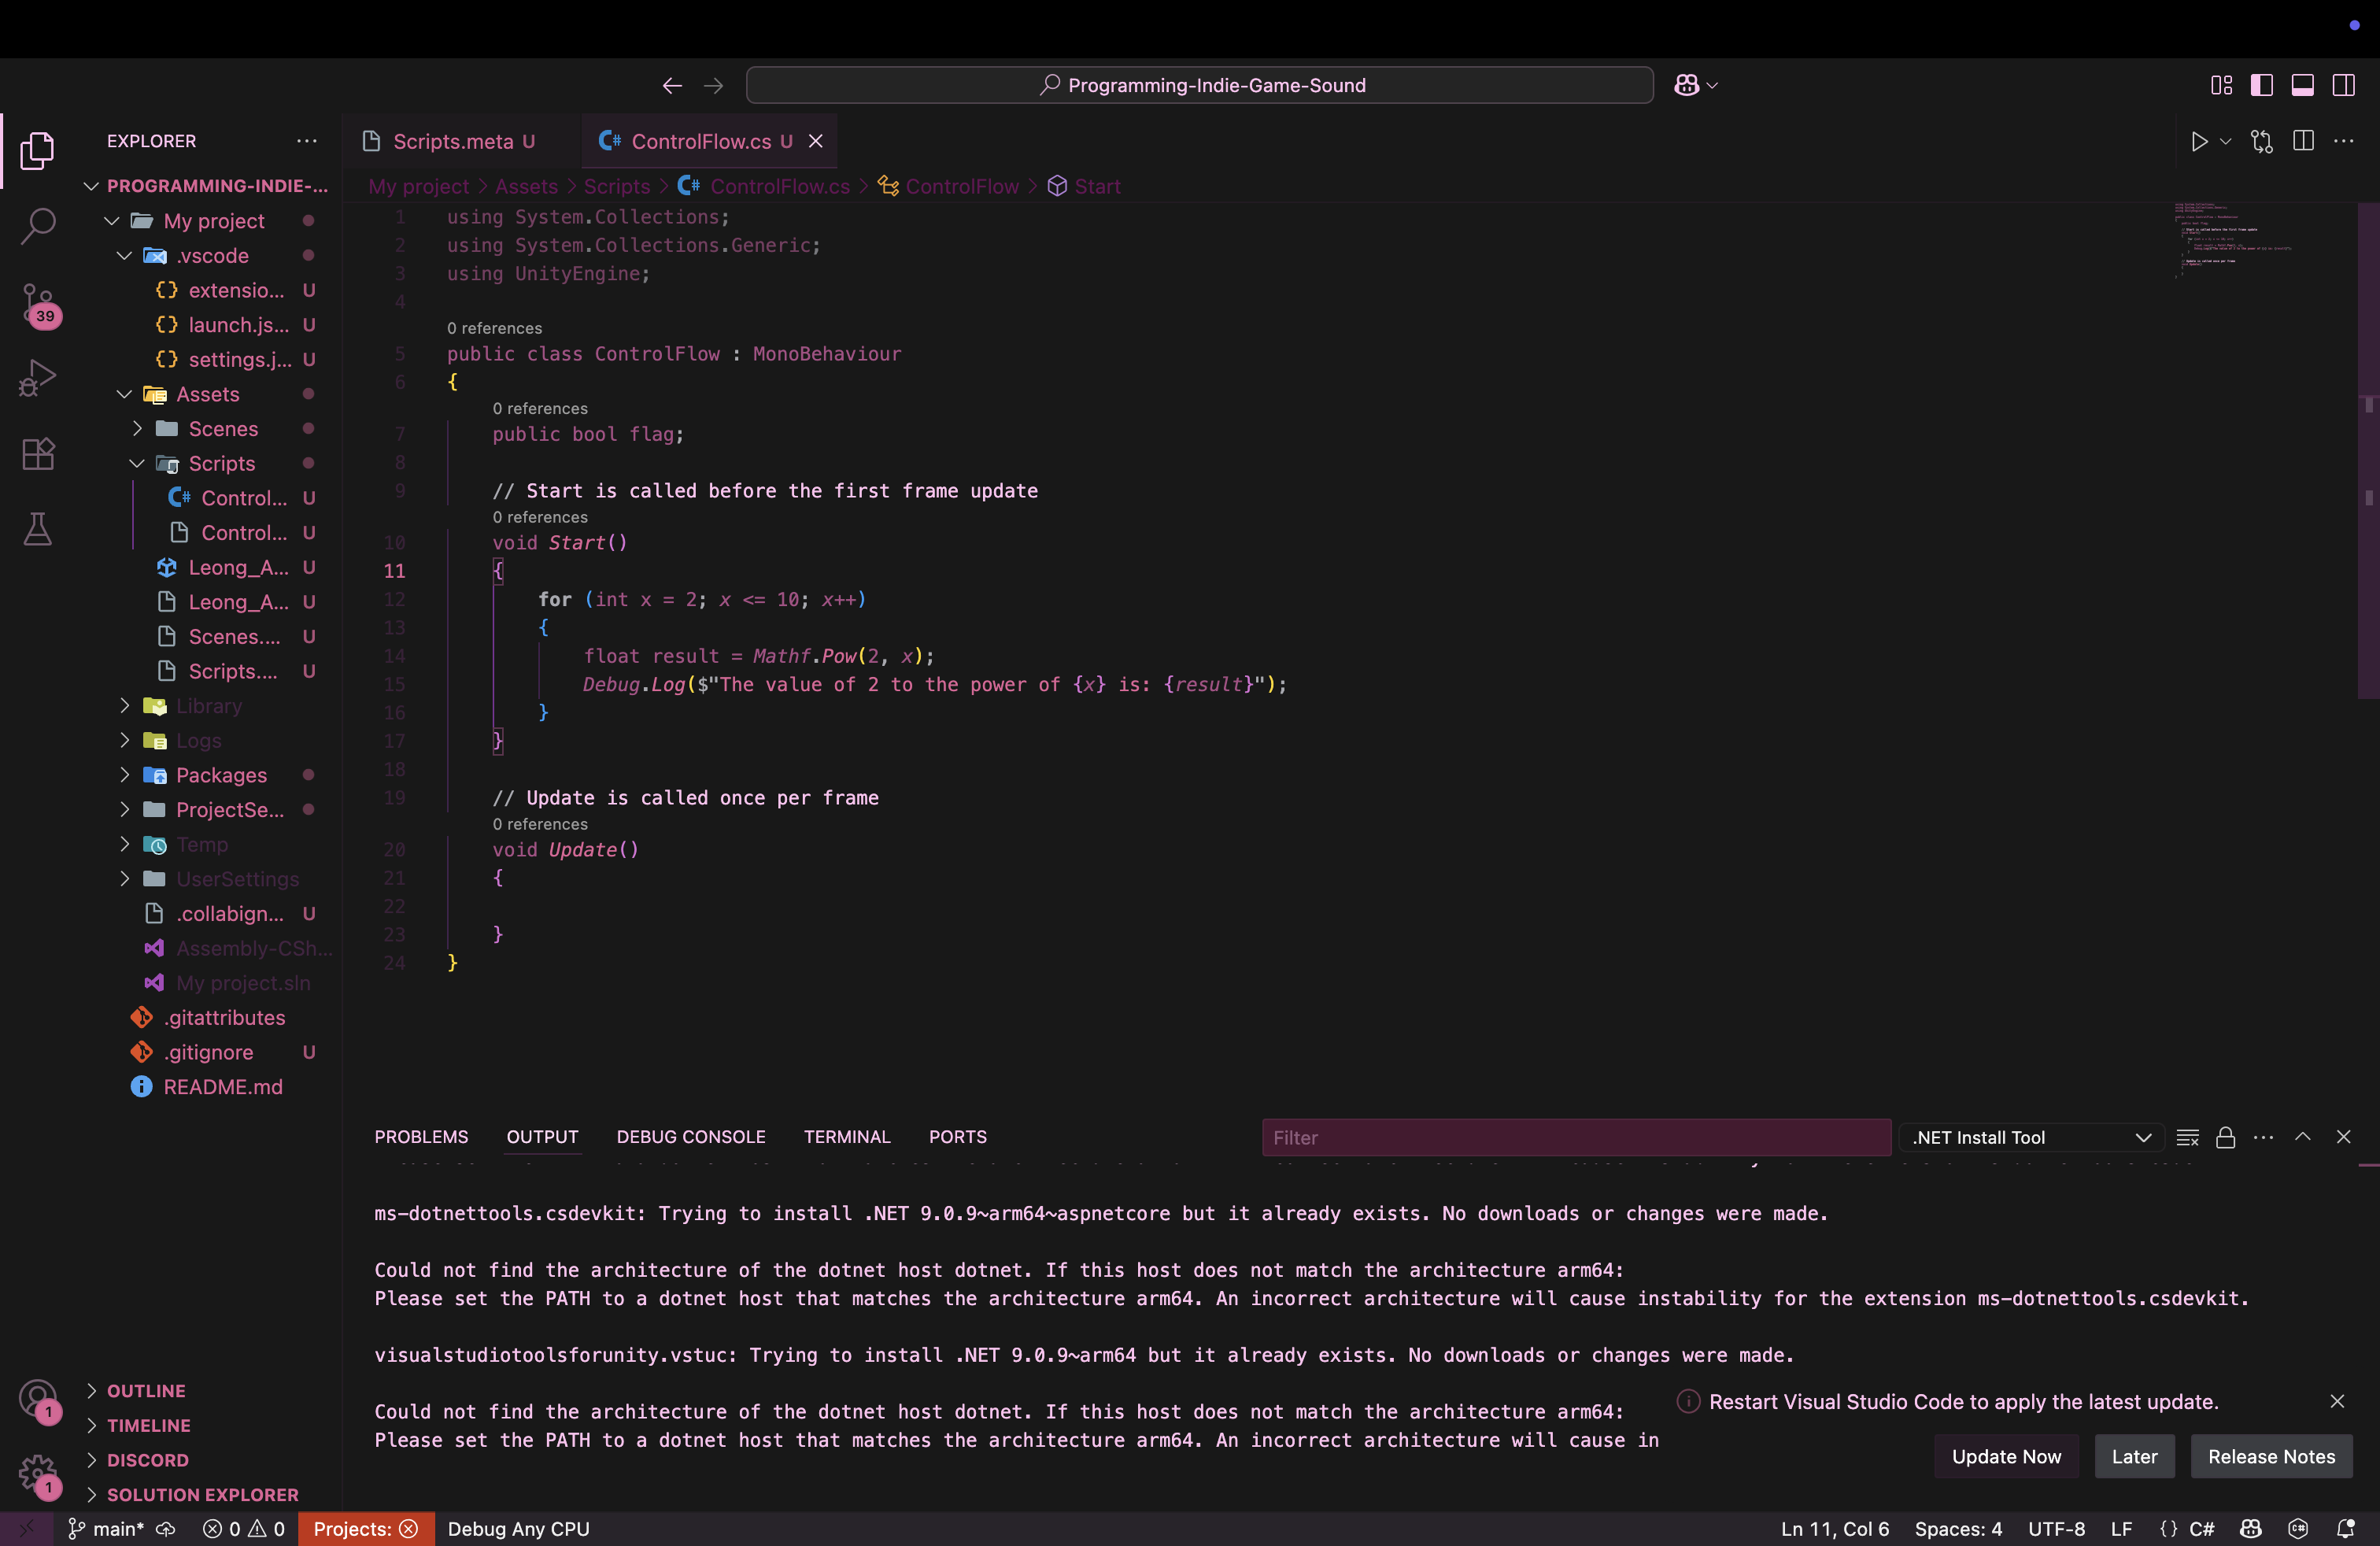 Programming-Indie-Game-Sound
EXPLORER
PROGRAMMING-INDIE-...
My project
.vscode
extensio... U
launch.js... U
settings.j... U
Assets
Scenes
Scripts
Control... U
Control... U
Leong_A... U
Leong_A... U
Scenes.... U
Scripts.... U
Library
Logs
Packages
ProjectSe...
Temp
UserSettings
.collabign... U
Assembly-CSh...
My project.sln
.gitattributes
.gitignore U
README.md
OUTLINE
TIMELINE
DISCORD
SOLUTION EXPLORER
39
1
1
Scripts.meta U
ControlFlow.cs U
My project > Assets > Scripts > ControlFlow.cs > ControlFlow > Start
1 using System.Collections;
2 using System.Collections.Generic;
3 using UnityEngine;
4
0 references
5 public class ControlFlow : MonoBehaviour
6 {
0 references
7 public bool flag;
8
9 // Start is called before the first frame update
0 references
10 void Start()
11 {
12 for (int x = 2; x <= 10; x++)
13 {
14 float result = Mathf.Pow(2, x);
15 Debug.Log($"The value of 2 to the power of {x} is: {result}");
16 }
17 }
18
19 // Update is called once per frame
0 references
20 void Update()
21 {
22
23 }
24 }
PROBLEMS OUTPUT DEBUG CONSOLE TERMINAL PORTS
Filter
.NET Install Tool
ms-dotnettools.csdevkit: Trying to install .NET 9.0.9~arm64~aspnetcore but it already exists. No downloads or changes were made.
Could not find the architecture of the dotnet host dotnet. If this host does not match the architecture arm64:
Please set the PATH to a dotnet host that matches the architecture arm64. An incorrect architecture will cause instability for the extension ms-dotnettools.csdevkit.
visualstudiotoolsforunity.vstuc: Trying to install .NET 9.0.9~arm64 but it already exists. No downloads or changes were made.
Could not find the architecture of the dotnet host dotnet. If this host does not match the architecture arm64:
Please set the PATH to a dotnet host that matches the architecture arm64. An incorrect architecture will cause in
Restart Visual Studio Code to apply the latest update.
Update Now
Later
Release Notes
main* 0 0 Projects: Debug Any CPU
Ln 11, Col 6 Spaces: 4 UTF-8 LF {} C#